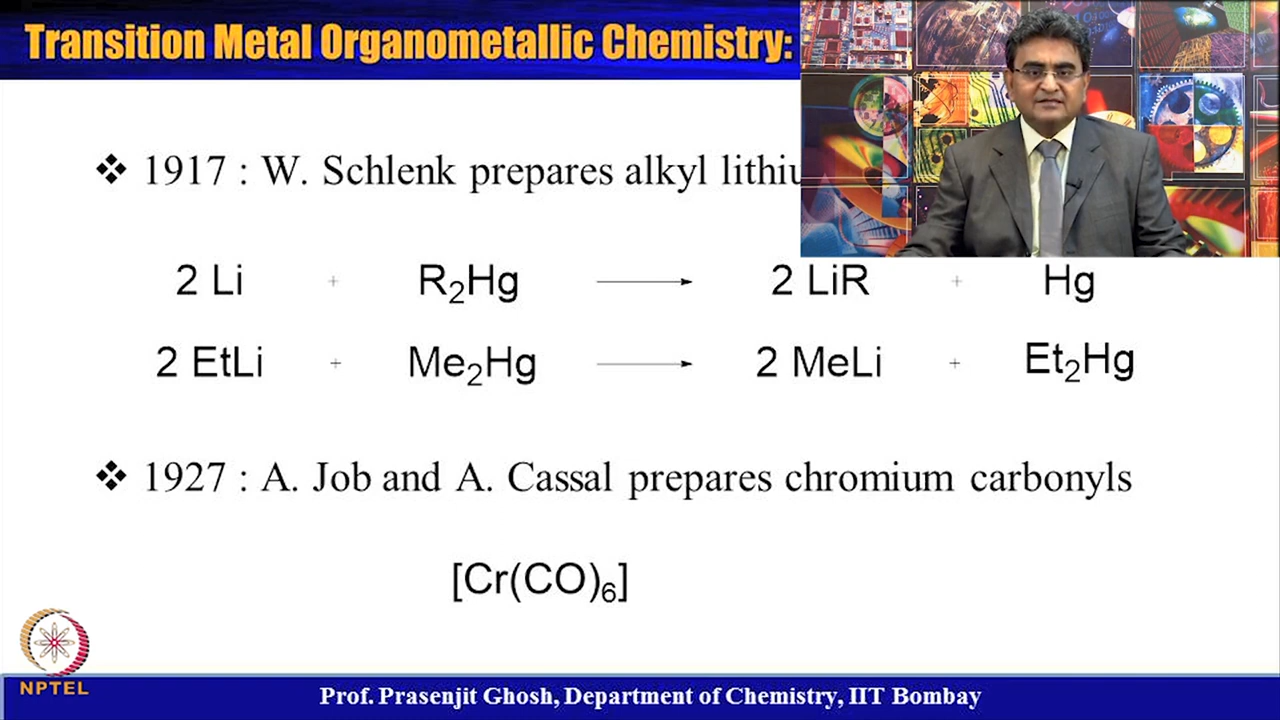 Transition Metal Organometallic Chemistry:
❖ 1917 : W. Schlenk prepares alkyl
2 Li + R₂Hg ⟶ 2 LiR + Hg
2 EtLi + Me₂Hg ⟶ 2 MeLi + Et₂Hg
❖ 1927 : A. Job and A. Cassal prepares chromium carbonyls
[Cr(CO)₆]
NPTEL
Prof. Prasenjit Ghosh, Department of Chemistry, IIT Bombay